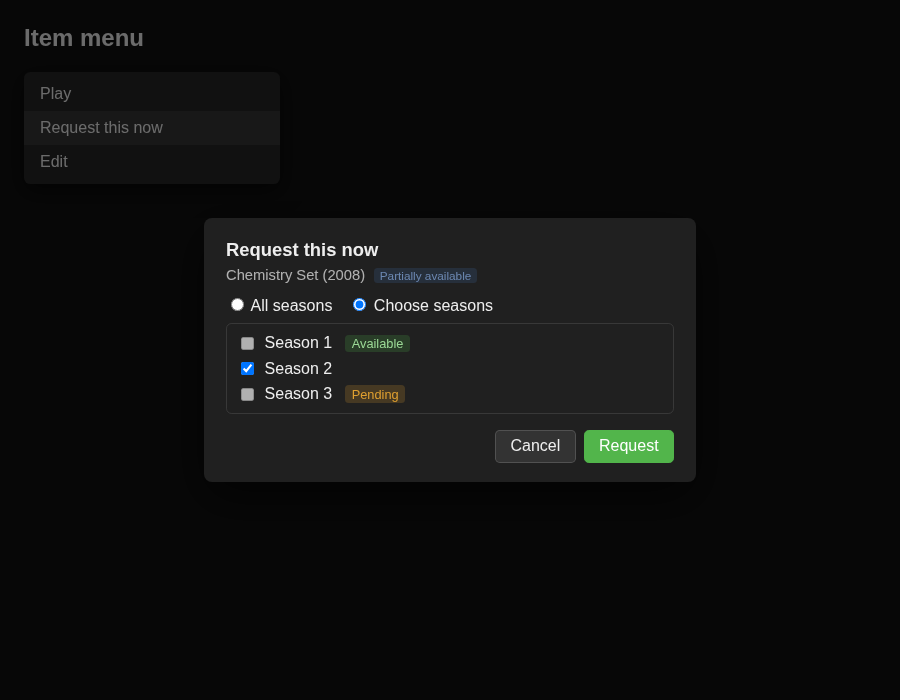 Item menu
Play
Request this now
Edit
Request this now
Chemistry Set (2008) Partially available
All seasons Choose seasons
Season 1 Available
Season 2
Season 3 Pending
Cancel Request